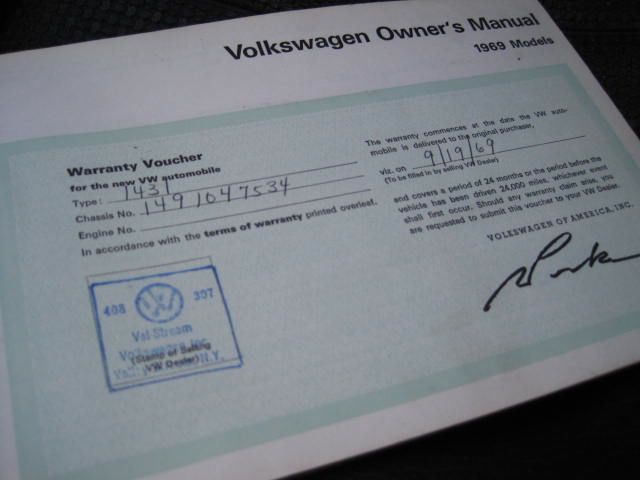 Volkswagen Owner's Manual
1969 Models
Warranty Voucher
for the new VW automobile
Type: 1431
Chassis No. 1491047534
Engine No.
In accordance with the terms of warranty printed overleaf.
The warranty commences at the date the VW auto-
mobile is delivered to the original purchaser,
viz. on 9/19/69
(To be filled in by selling VW Dealer)
and covers a period of 24 months or the period before the
vehicle has been driven 24,000 miles, whichever event
shall first occur. Should any warranty claim arise, you
are requested to submit this voucher to your VW Dealer.
VOLKSWAGEN OF AMERICA, INC.
408 307
Val Stream
Volkswagen Inc
(Stamp of Selling
VW Dealer)
N.Y.